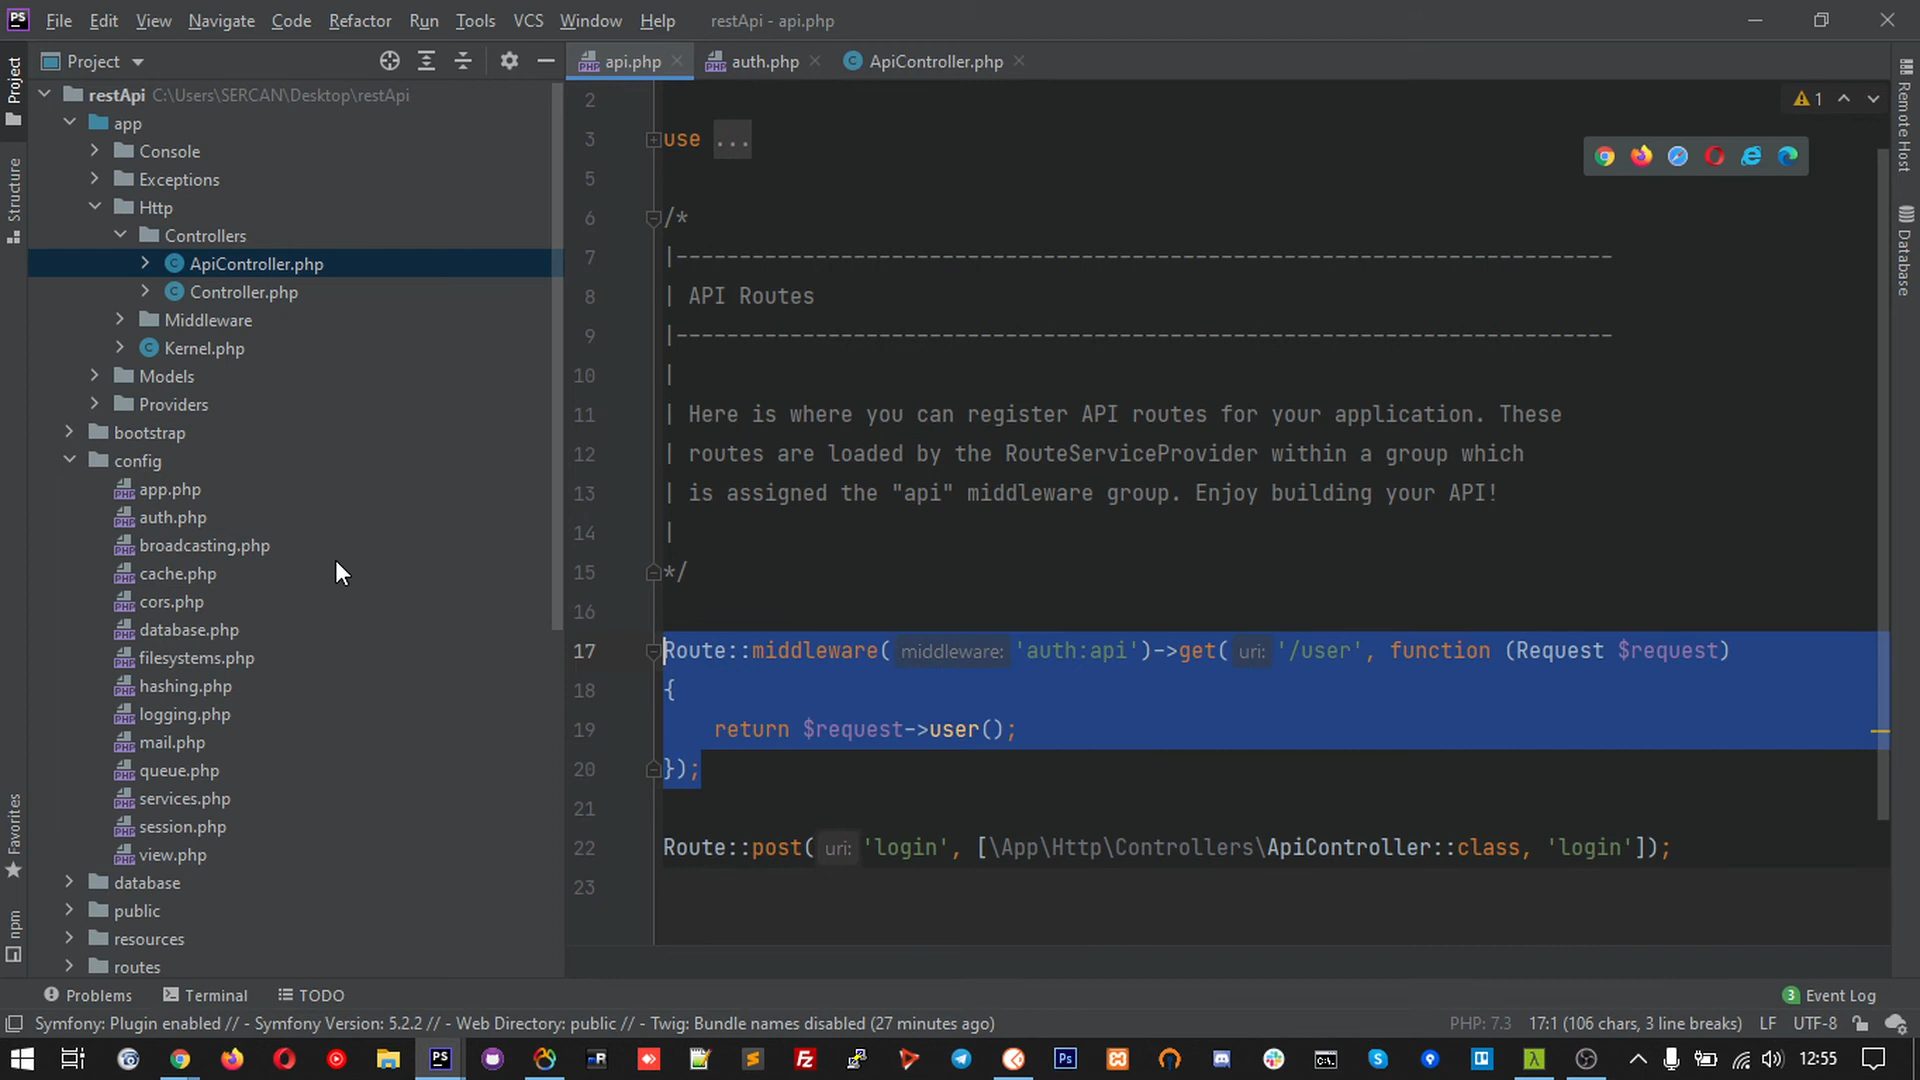 PS File Edit View Navigate Code Refactor Run Tools VCS Window Help restApi - api.php
Project
Structure
Favorites
npm
Project
restApi C:\Users\SERCAN\Desktop\restApi
app
Console
Exceptions
Http
Controllers
ApiController.php
Controller.php
Middleware
Kernel.php
Models
Providers
bootstrap
config
app.php
auth.php
broadcasting.php
cache.php
cors.php
database.php
filesystems.php
hashing.php
logging.php
mail.php
queue.php
services.php
session.php
view.php
database
public
resources
routes
api.php auth.php ApiController.php
1
2
3 use ...
5
6 /*
7 |--------------------------------------------------------------------------
8 | API Routes
9 |--------------------------------------------------------------------------
10 |
11 | Here is where you can register API routes for your application. These
12 | routes are loaded by the RouteServiceProvider within a group which
13 | is assigned the "api" middleware group. Enjoy building your API!
14 |
15 */
16
17 Route::middleware( middleware: 'auth:api')->get( uri: '/user', function (Request $request)
18 {
19 return $request->user();
20 });
21
22 Route::post( uri: 'login', [\App\Http\Controllers\ApiController::class, 'login']);
23
Remote Host
Database
Problems Terminal TODO 3 Event Log
Symfony: Plugin enabled // - Symfony Version: 5.2.2 // - Web Directory: public // - Twig: Bundle names disabled (27 minutes ago) PHP: 7.3 17:1 (106 chars, 3 line breaks) LF UTF-8
12:55